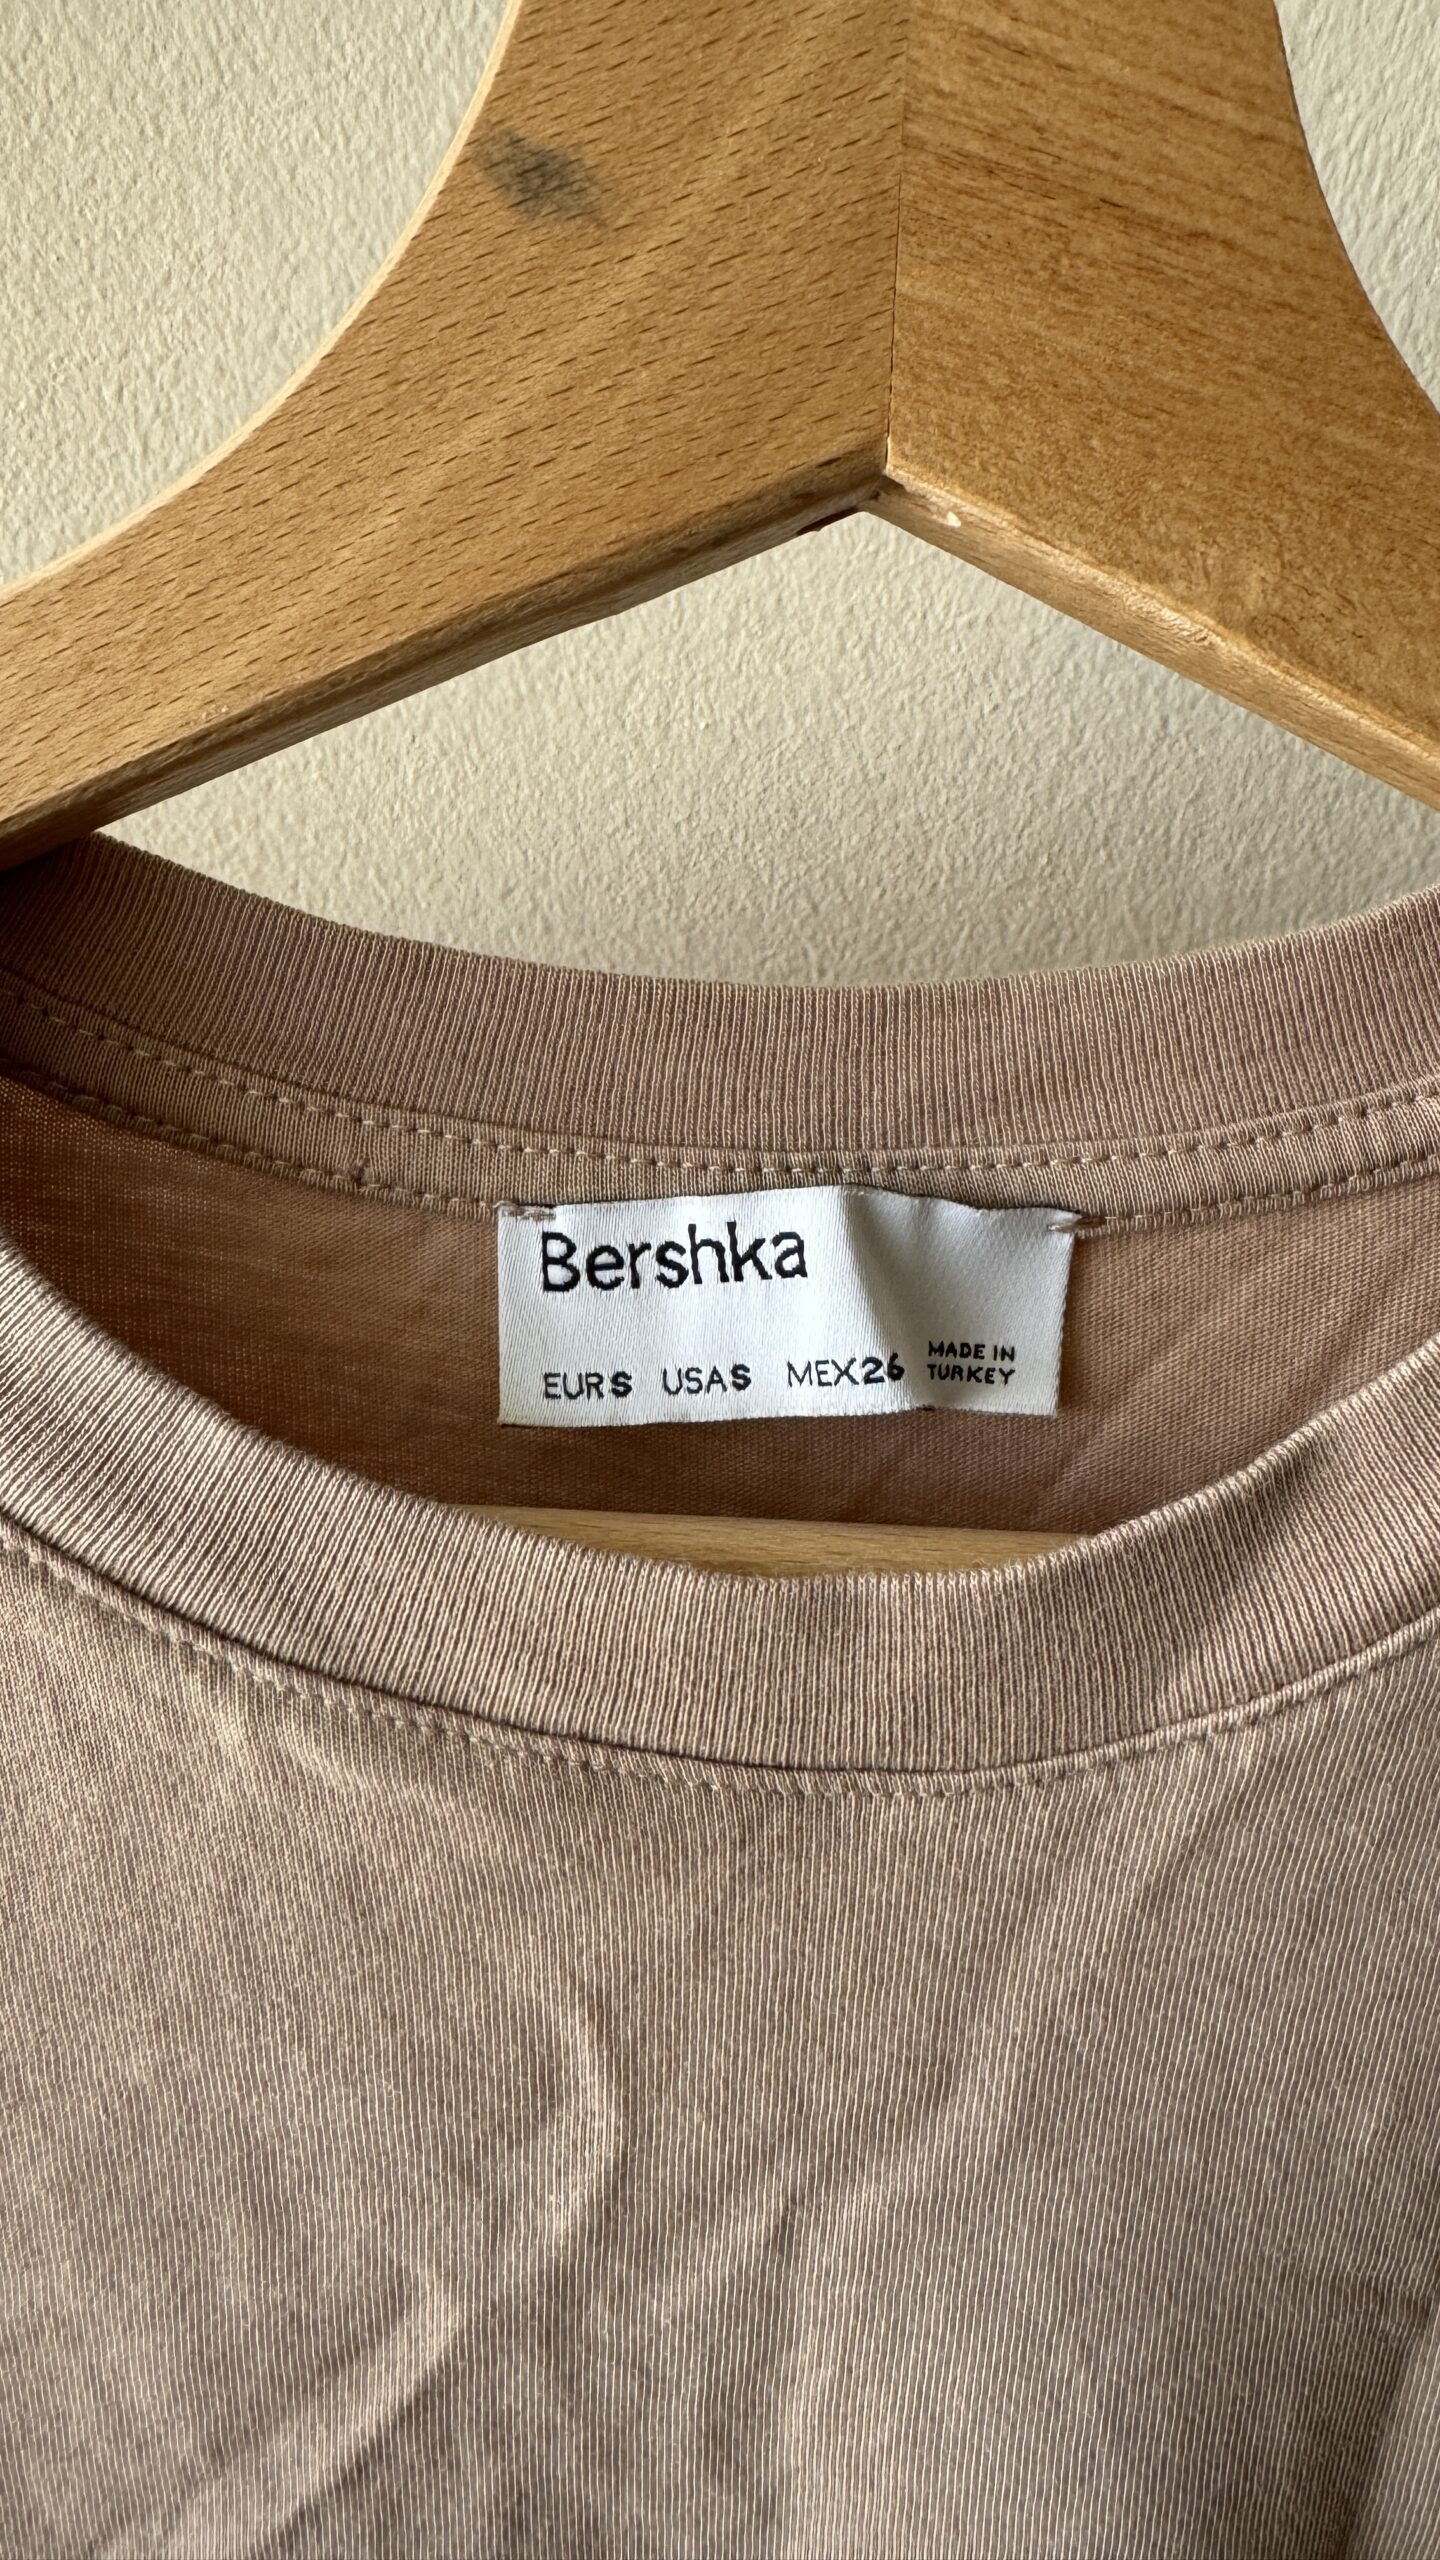 Bershka
EUR S USA S MEX 26 MADE IN
TURKEY